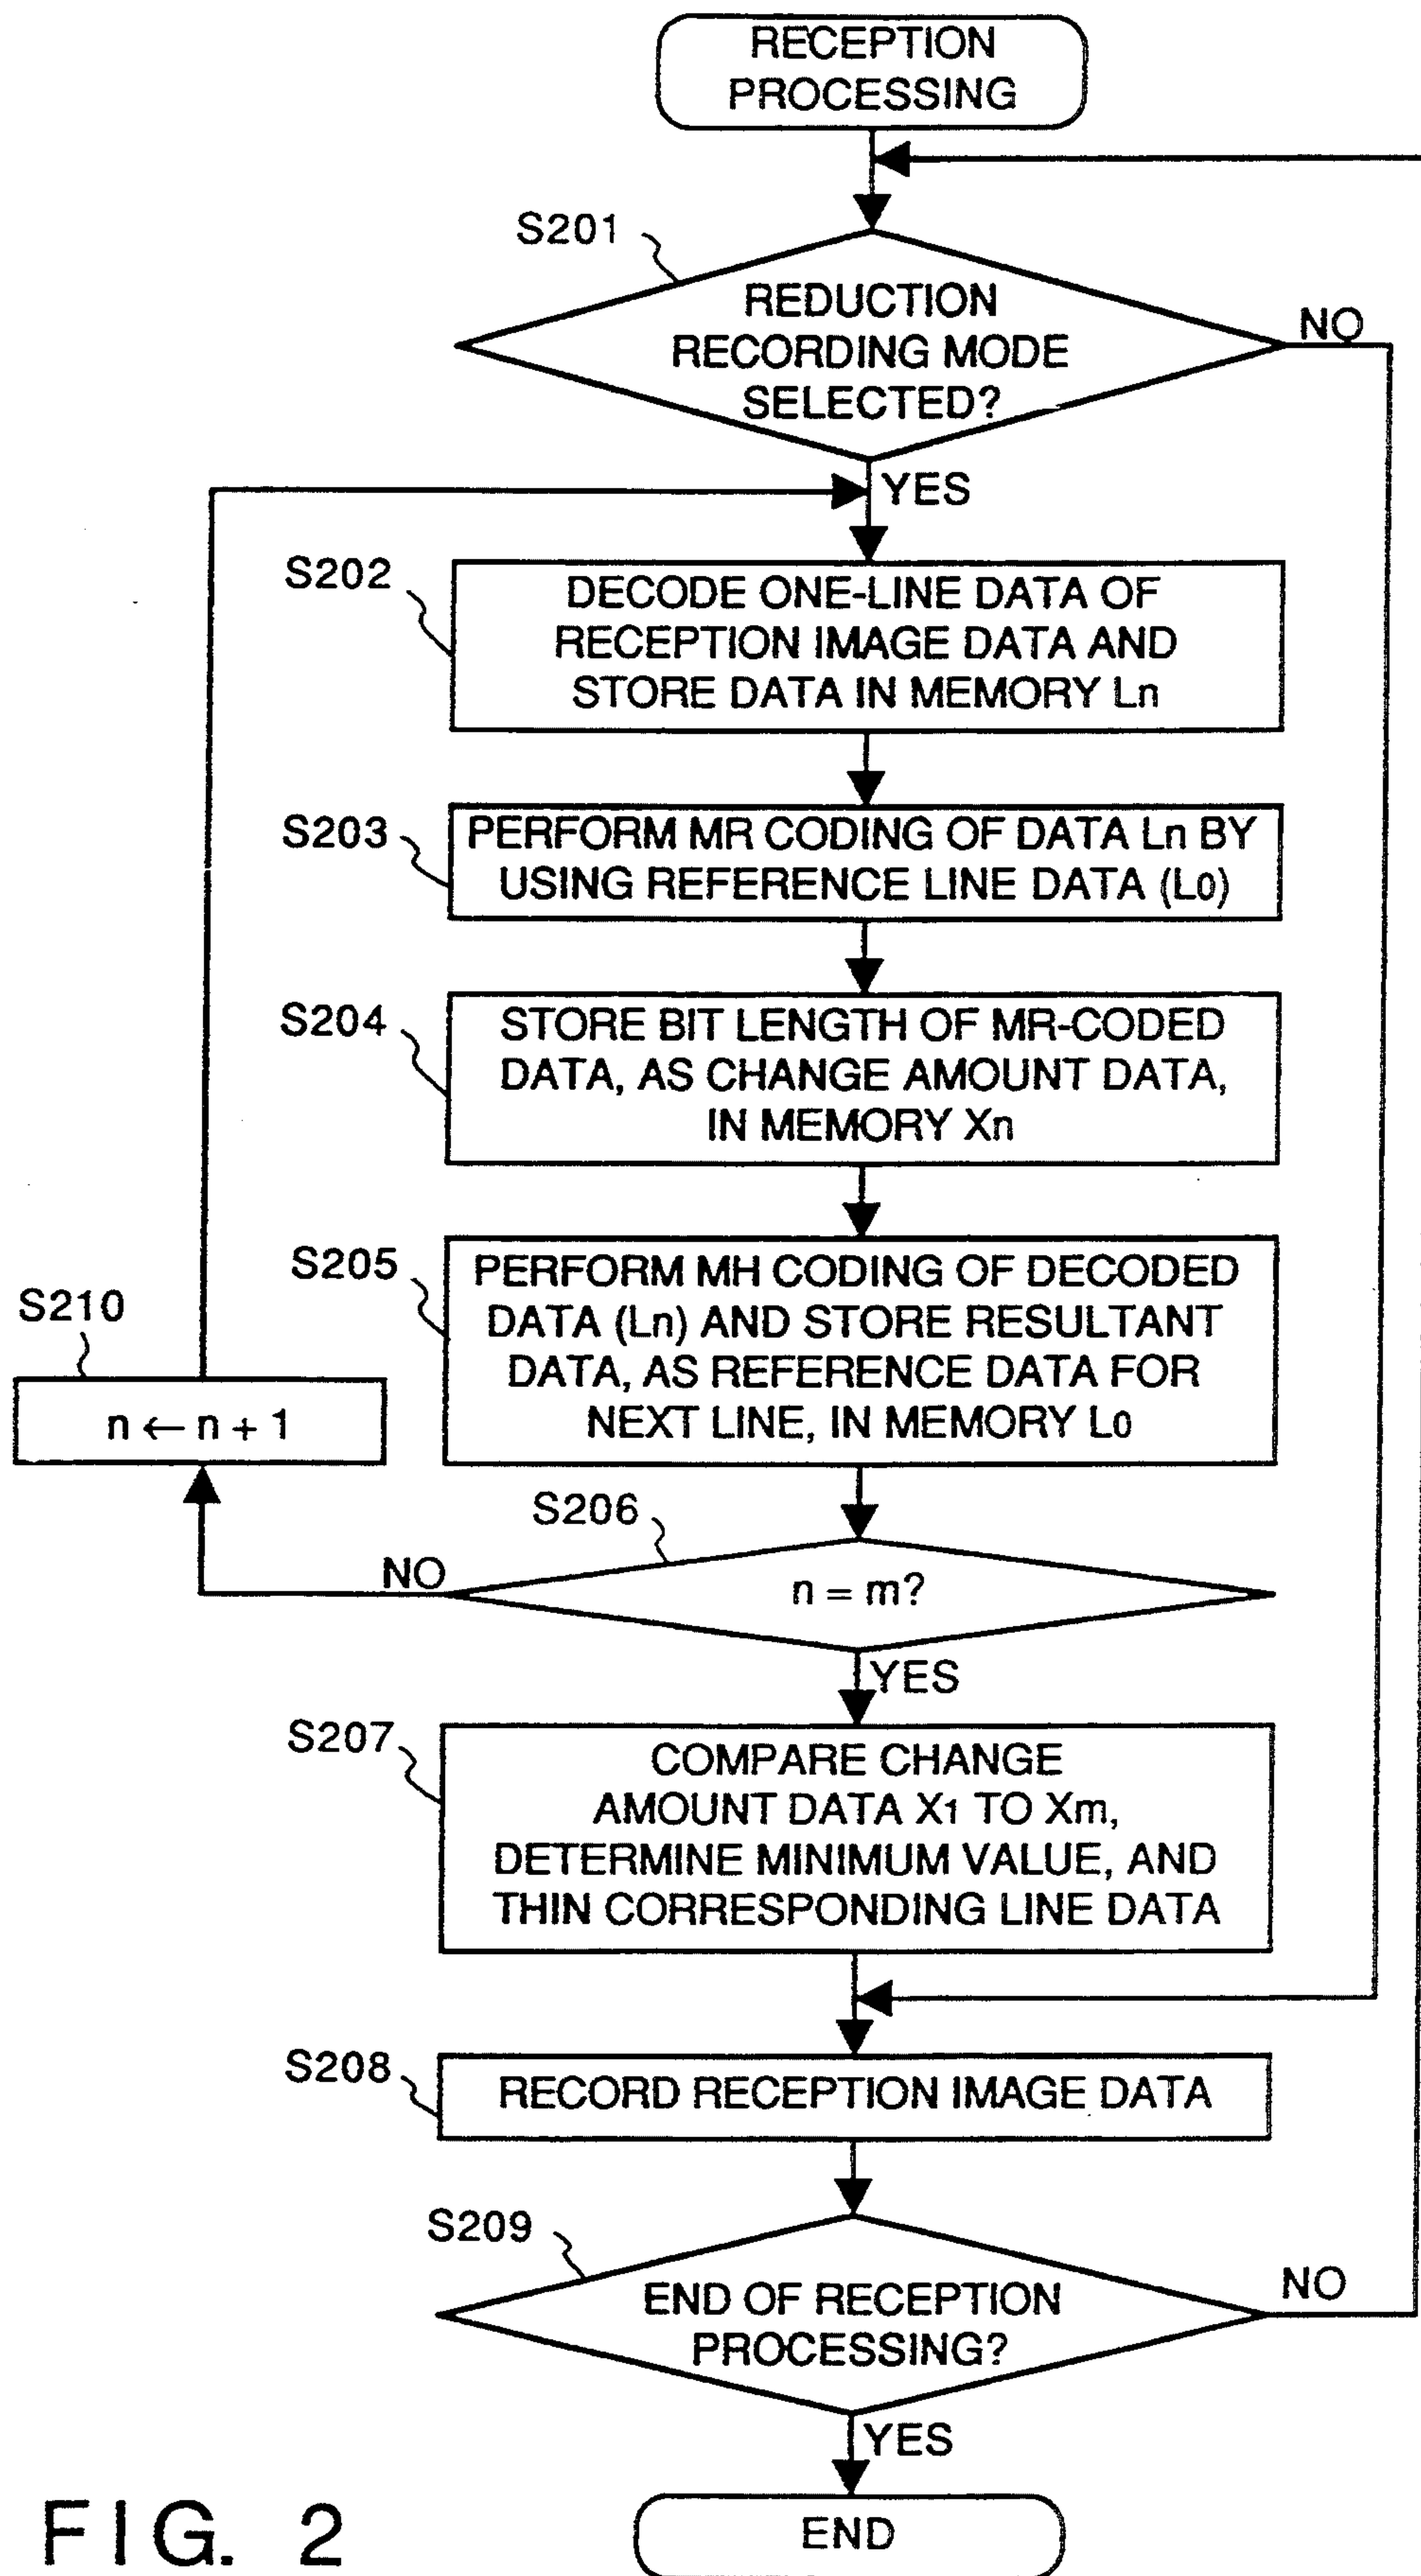 RECEPTION
PROCESSING
S201
REDUCTION
RECORDING MODE
SELECTED?
NO
YES
S202
DECODE ONE-LINE DATA OF
RECEPTION IMAGE DATA AND
STORE DATA IN MEMORY Ln
S203
PERFORM MR CODING OF DATA Ln BY
USING REFERENCE LINE DATA (L0)
S204
STORE BIT LENGTH OF MR-CODED
DATA, AS CHANGE AMOUNT DATA,
IN MEMORY Xn
S205
PERFORM MH CODING OF DECODED
DATA (Ln) AND STORE RESULTANT
DATA, AS REFERENCE DATA FOR
NEXT LINE, IN MEMORY L0
S210
n ← n + 1
S206
n = m?
NO
YES
S207
COMPARE CHANGE
AMOUNT DATA X1 TO Xm,
DETERMINE MINIMUM VALUE, AND
THIN CORRESPONDING LINE DATA
S208
RECORD RECEPTION IMAGE DATA
S209
END OF RECEPTION
PROCESSING?
NO
YES
END
FIG. 2